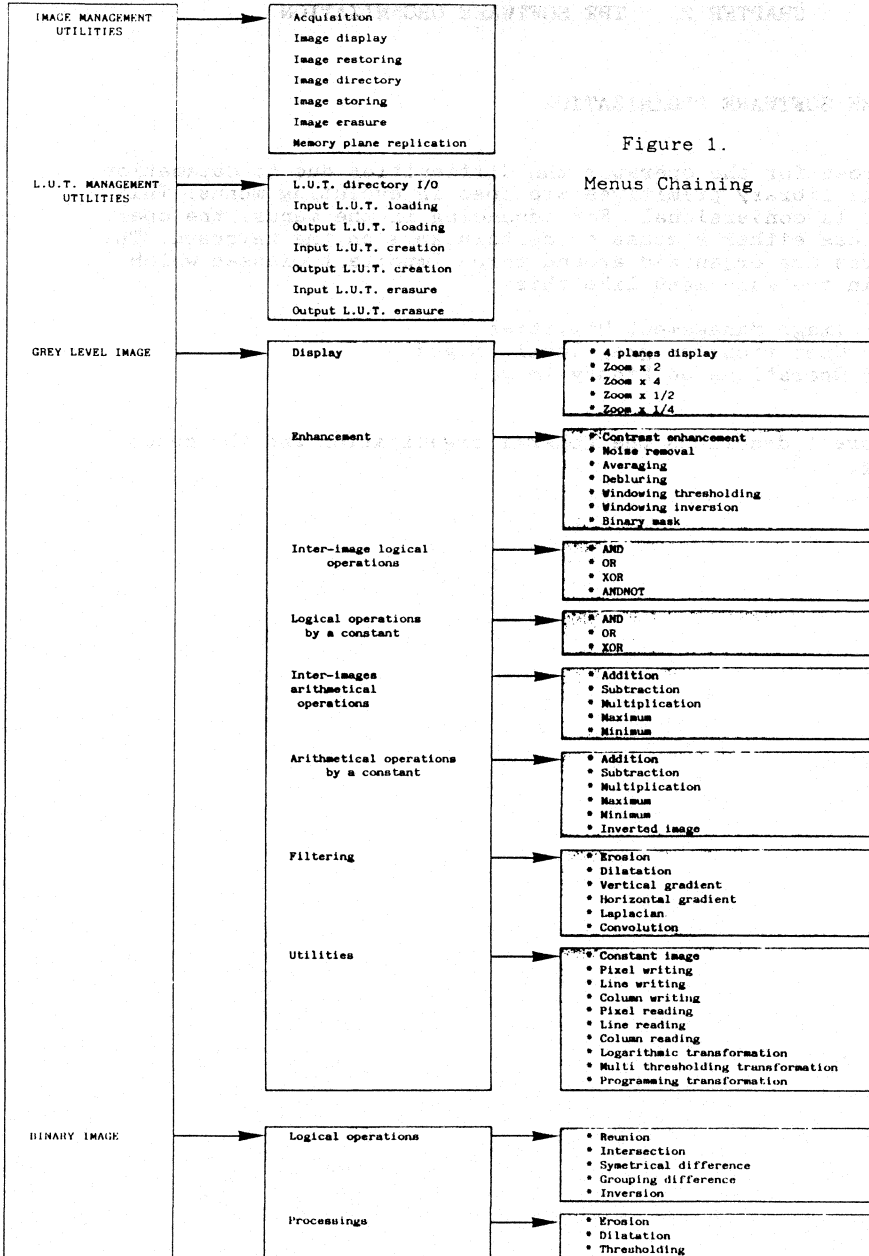 IMAGE MANAGEMENT
UTILITIES
Acquisition
Image display
Image restoring
Image directory
Image storing
Image erasure
Memory plane replication
Figure 1.
Menus Chaining
L.U.T. MANAGEMENT
UTILITIES
L.U.T. directory I/O
Input L.U.T. loading
Output L.U.T. loading
Input L.U.T. creation
Output L.U.T. creation
Input L.U.T. erasure
Output L.U.T. erasure
GREY LEVEL IMAGE
Display
* 4 planes display
* Zoom x 2
* Zoom x 4
* Zoom x 1/2
* Zoom x 1/4
Enhancement
* Contrast enhancement
* Noise removal
* Averaging
* Debluring
* Windowing thresholding
* Windowing inversion
* Binary mask
Inter-image logical
operations
* AND
* OR
* XOR
* ANDNOT
Logical operations
by a constant
* AND
* OR
* XOR
Inter-images
arithmetical
operations
* Addition
* Subtraction
* Multiplication
* Maximum
* Minimum
Arithmetical operations
by a constant
* Addition
* Subtraction
* Multiplication
* Maximum
* Minimum
* Inverted image
Filtering
* Erosion
* Dilatation
* Vertical gradient
* Horizontal gradient
* Laplacian
* Convolution
Utilities
* Constant image
* Pixel writing
* Line writing
* Column writing
* Pixel reading
* Line reading
* Column reading
* Logarithmic transformation
* Multi thresholding transformation
* Programming transformation
BINARY IMAGE
Logical operations
* Reunion
* Intersection
* Symetrical difference
* Grouping difference
* Inversion
Processings
* Erosion
* Dilatation
* Thresholding